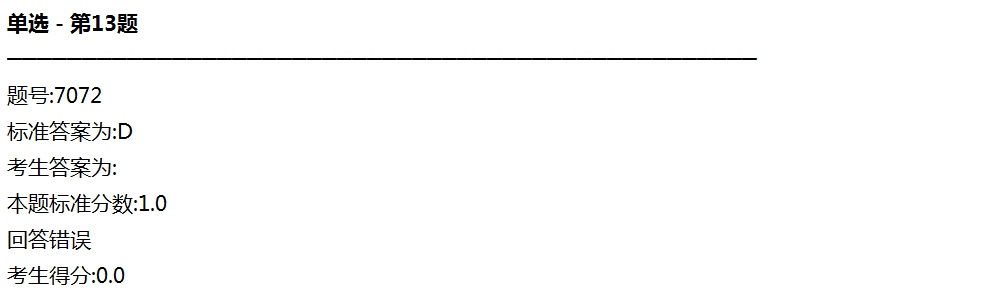 单选 - 第13题
题号:7072
标准答案为:D
考生答案为:
本题标准分数:1.0
回答错误
考生得分:0.0